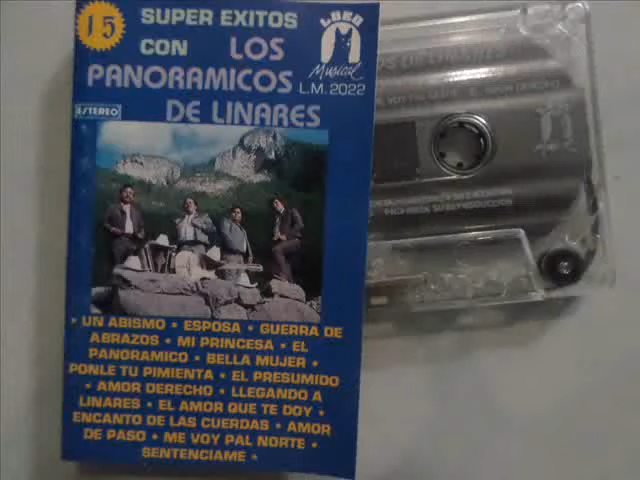 15
SUPER EXITOS
CON LOS
PANORAMICOS
DE LINARES
ESTEREO
LOBO
Musical
L.M. 2022
• UN ABISMO • ESPOSA • GUERRA DE
ABRAZOS • MI PRINCESA • EL
PANORAMICO • BELLA MUJER •
PONLE TU PIMIENTA • EL PRESUMIDO
• AMOR DERECHO • LLEGANDO A
LINARES • EL AMOR QUE TE DOY •
ENCANTO DE LAS CUERDAS • AMOR
DE PASO • ME VOY PAL NORTE •
SENTENCIAME •